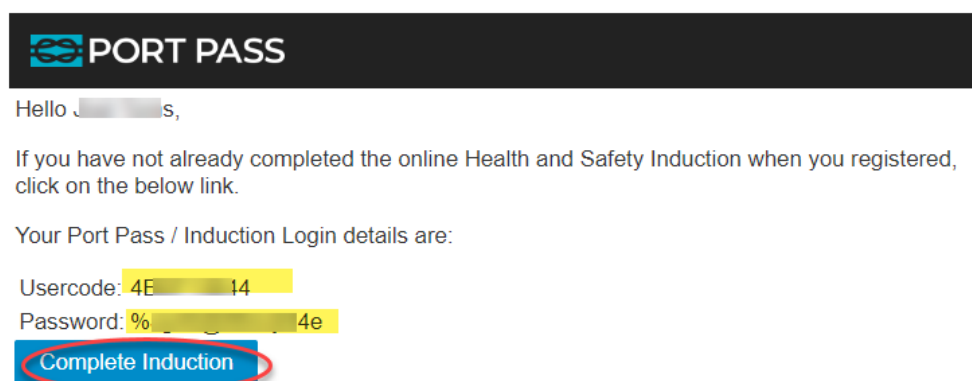 PORT PASS
Hello
If you have not already completed the online Health and Safety Induction when you registered,
click on the below link.
Your Port Pass / Induction Login details are:
Usercode:
Password:
Complete Induction